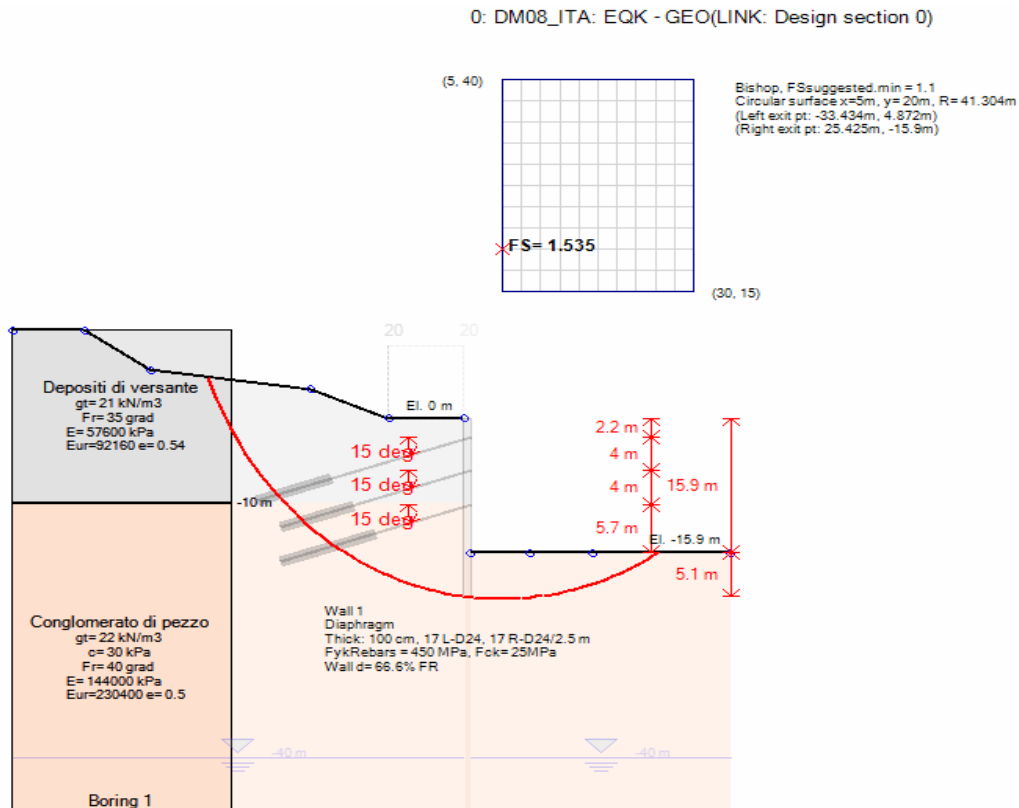 0: DM08_ITA: EQK - GEO(LINK: Design section 0)
(5, 40)
Bishop, FSsuggested.min = 1.1
Circular surface x=5m, y= 20m, R= 41.304m
(Left exit pt: -33.434m, 4.872m)
(Right exit pt: 25.425m, -15.9m)
FS= 1.535
(30, 15)
20
20
Depositi di versante
gt= 21 kN/m3
Fr= 35 grad
E= 57600 kPa
Eur=92160 e= 0.54
El. 0 m
2.2 m
15 deg
4 m
15 deg
4 m
15.9 m
-10 m
15 deg
5.7 m
El. -15.9 m
5.1 m
Conglomerato di pezzo
gt= 22 kN/m3
c= 30 kPa
Fr= 40 grad
E= 144000 kPa
Eur=230400 e= 0.5
Wall 1
Diaphragm
Thick: 100 cm, 17 L-D24, 17 R-D24/2.5 m
FykRebars = 450 MPa, Fck= 25MPa
Wall d= 66.6% FR
-40 m
-40 m
Boring 1